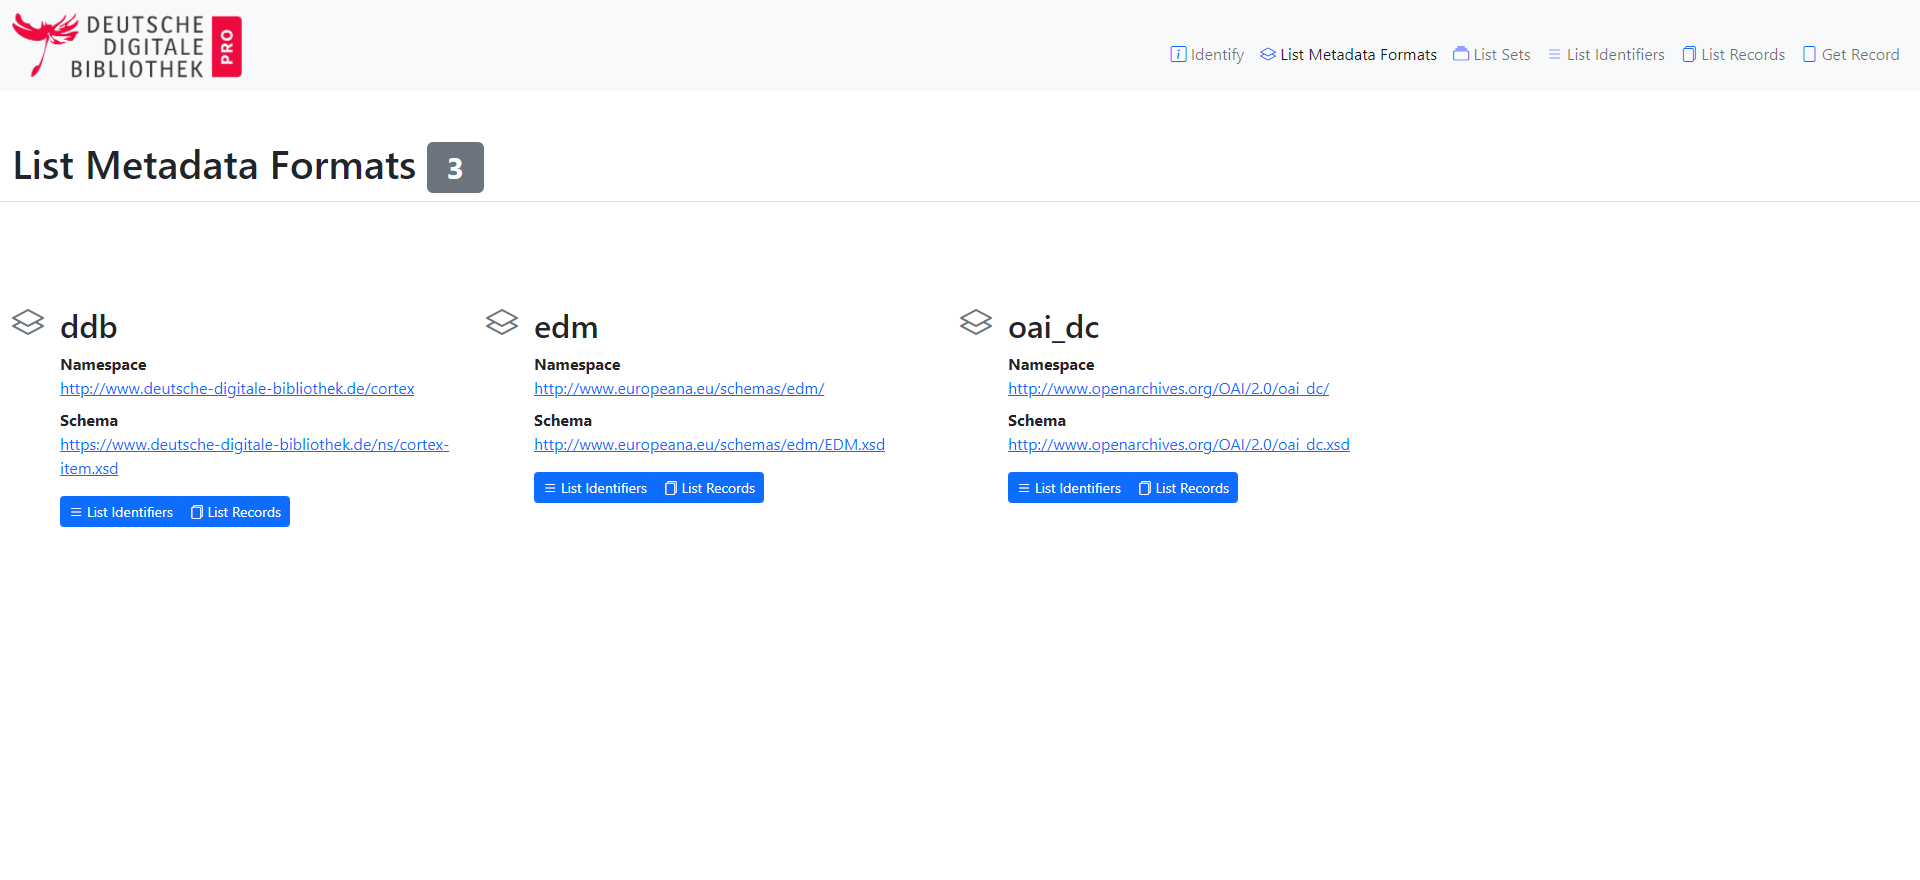 DEUTSCHE
DIGITALE
BIBLIOTHEK
PRO
Identify
List Metadata Formats
List Sets
List Identifiers
List Records
Get Record
List Metadata Formats 3
ddb
Namespace
http://www.deutsche-digitale-bibliothek.de/cortex
Schema
https://www.deutsche-digitale-bibliothek.de/ns/cortex-
item.xsd
List Identifiers
List Records
edm
Namespace
http://www.europeana.eu/schemas/edm/
Schema
http://www.europeana.eu/schemas/edm/EDM.xsd
List Identifiers
List Records
oai_dc
Namespace
http://www.openarchives.org/OAI/2.0/oai_dc/
Schema
http://www.openarchives.org/OAI/2.0/oai_dc.xsd
List Identifiers
List Records